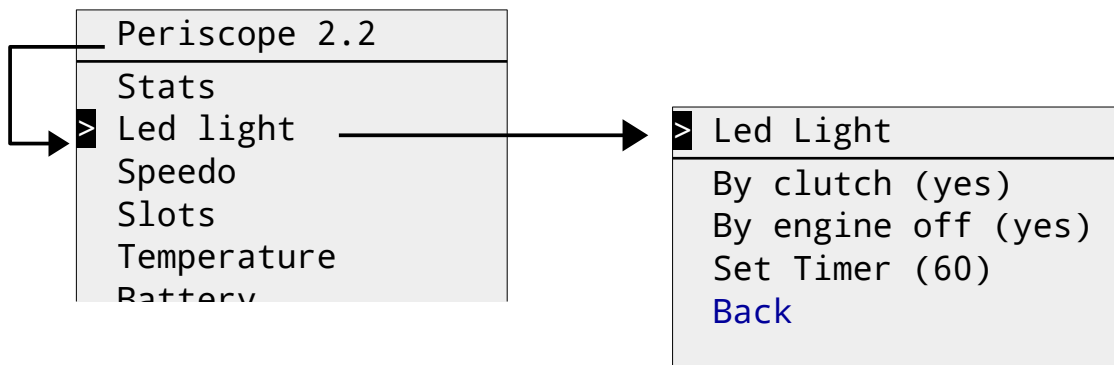 Periscope 2.2
Stats
> Led light
Speedo
Slots
Temperature
Battery
> Led Light
By clutch (yes)
By engine off (yes)
Set Timer (60)
Back